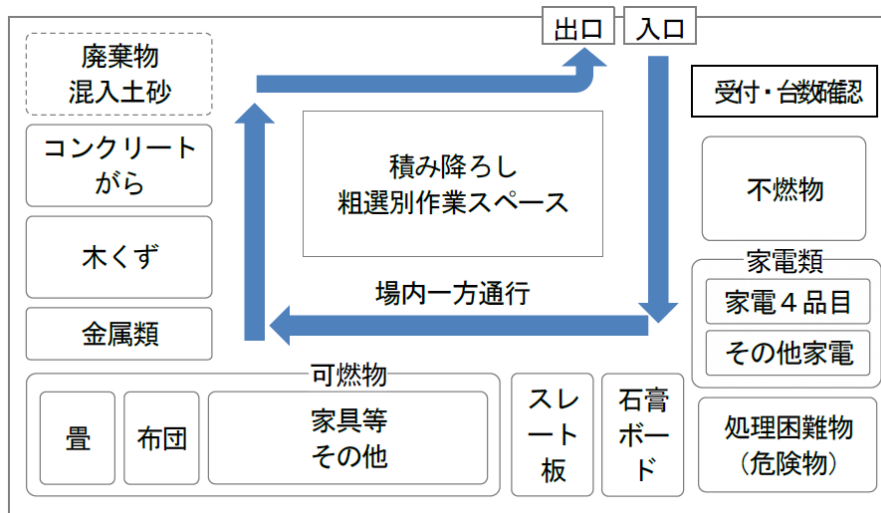 出口
入口
廃棄物
混入土砂
受付・台数確認
コンクリート
がら
積み降ろし
粗選別作業スペース
不燃物
木くず
家電類
家電４品目
その他家電
場内一方通行
金属類
可燃物
畳
布団
家具等
その他
スレ
ート
板
石膏
ボー
ド
処理困難物
（危険物）